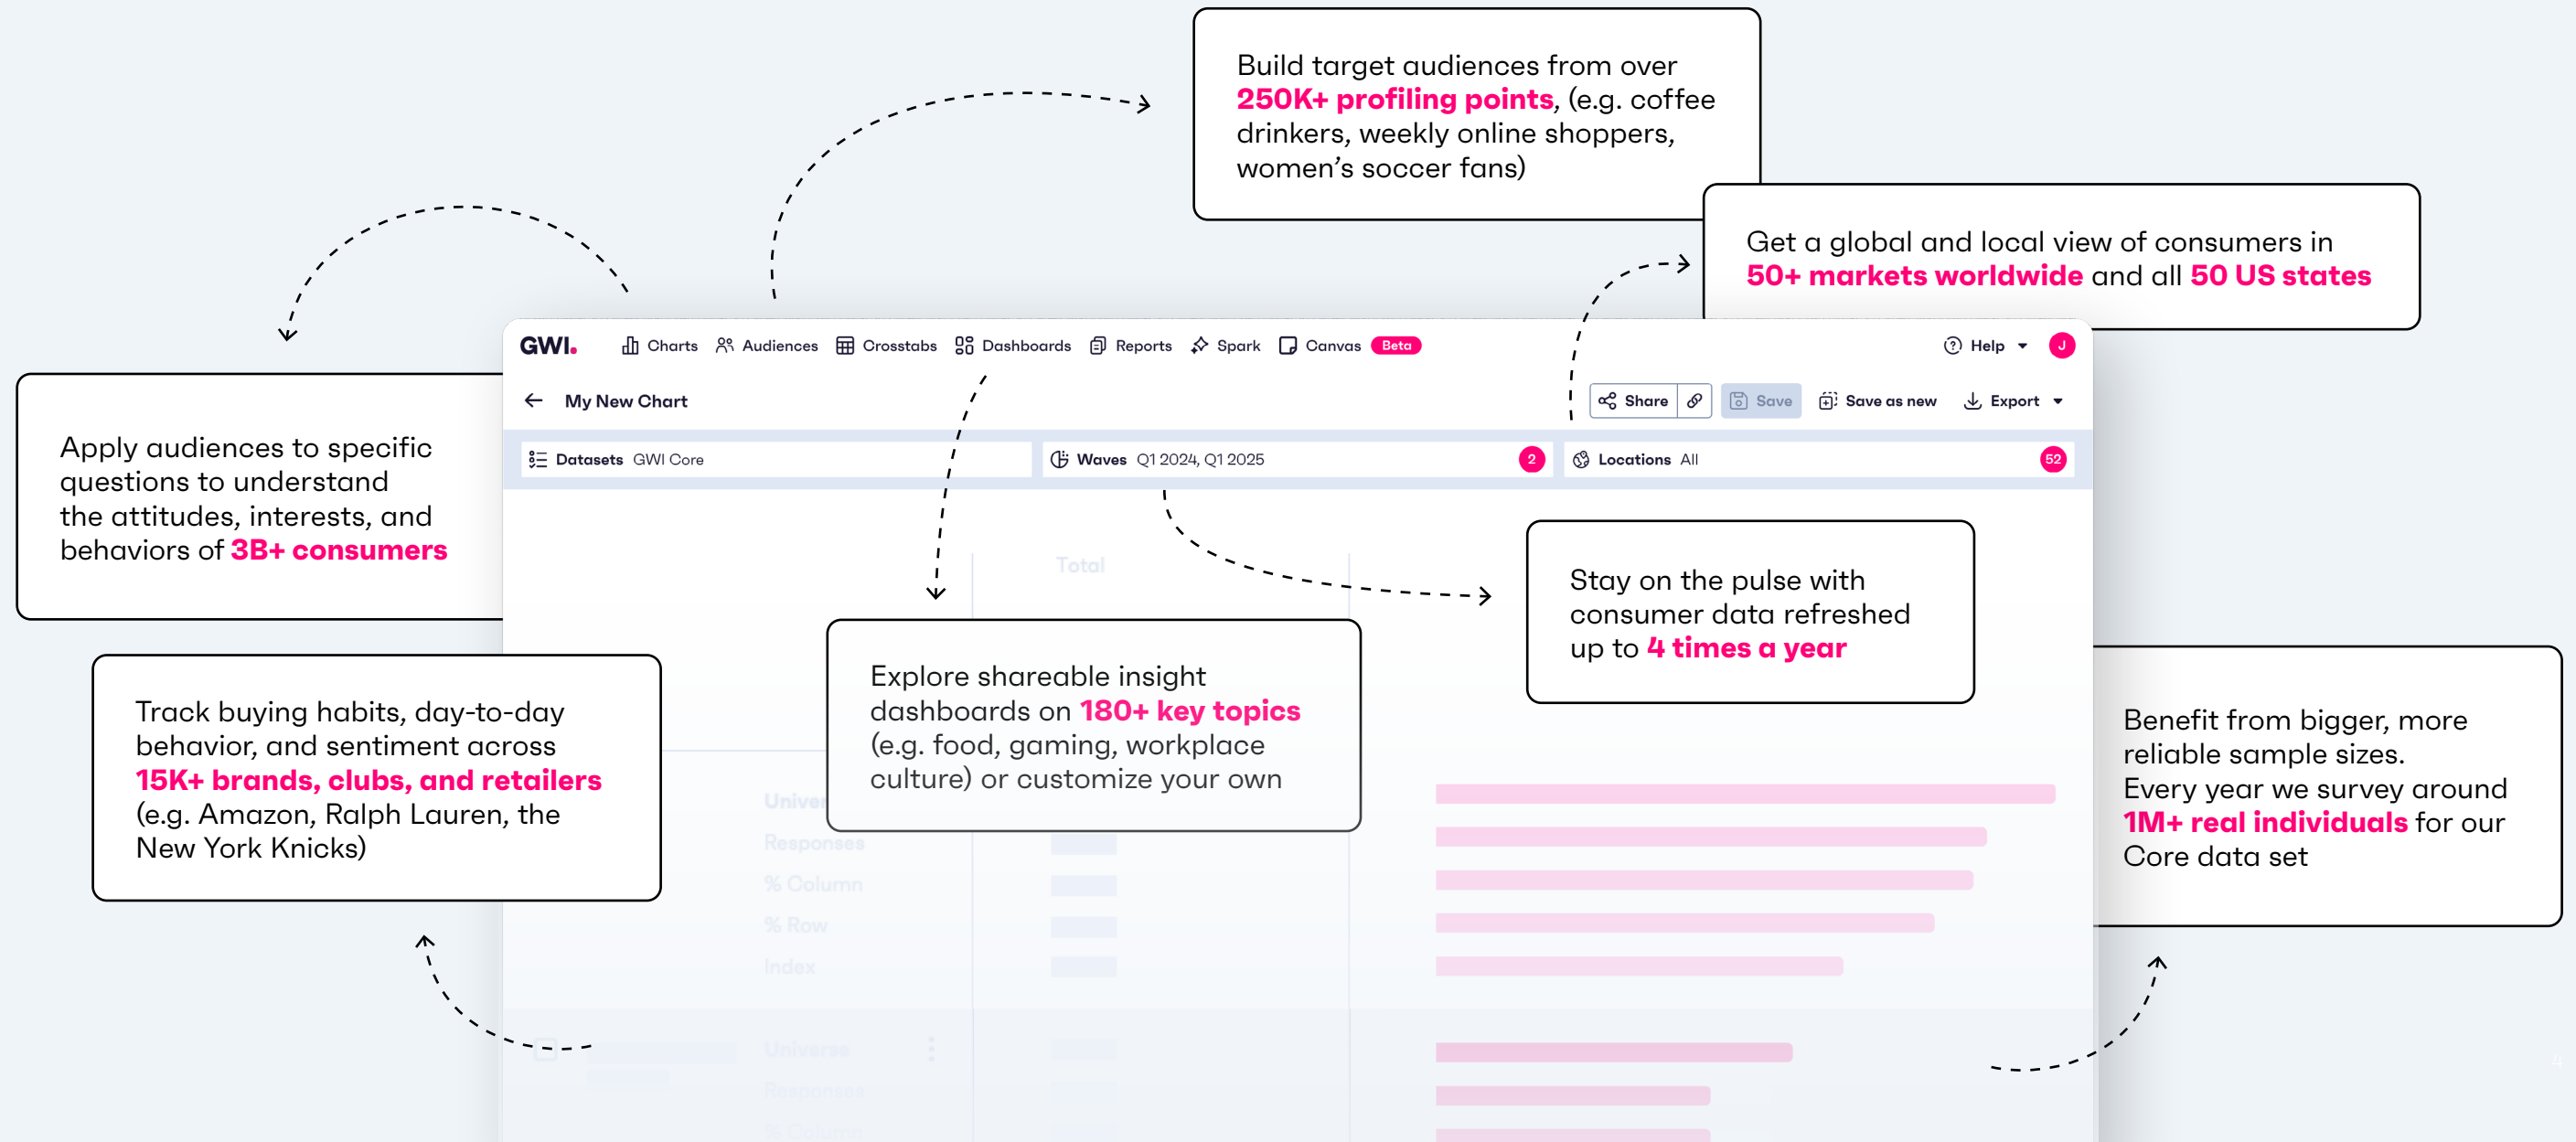 Build target audiences from over
250K+ profiling points, (e.g. coffee
drinkers, weekly online shoppers,
women's soccer fans)
Get a global and local view of consumers in
50+ markets worldwide and all 50 US states
GWI.
Charts
Audiences
Crosstabs
Dashboards
Reports
Spark
Canvas
Beta
Help
J
My New Chart
Share
Save
Save as new
Export
Datasets GWI Core
Waves Q1 2024, Q1 2025
2
Locations All
52
Apply audiences to specific
questions to understand
the attitudes, interests, and
behaviors of 3B+ consumers
Total
Stay on the pulse with
consumer data refreshed
up to 4 times a year
Explore shareable insight
dashboards on 180+ key topics
(e.g. food, gaming, workplace
culture) or customize your own
Track buying habits, day-to-day
behavior, and sentiment across
15K+ brands, clubs, and retailers
(e.g. Amazon, Ralph Lauren, the
New York Knicks)
Benefit from bigger, more
reliable sample sizes.
Every year we survey around
1M+ real individuals for our
Core data set
Univer
Responses
% Column
% Row
Index
Universe
Responses
% Column
4